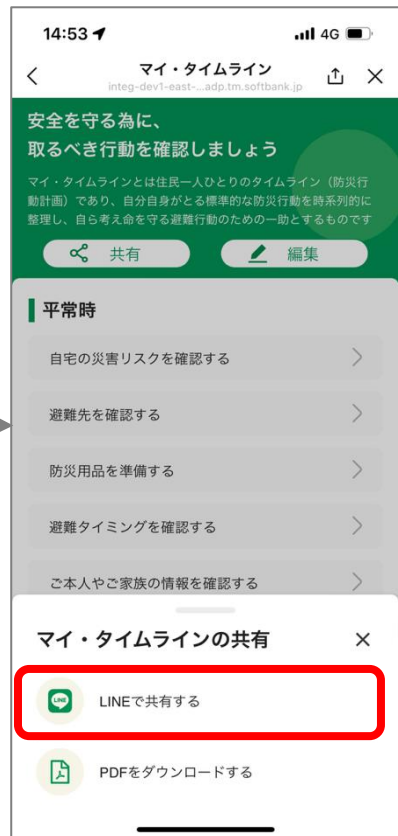 14:53
4G
マイ・タイムライン
integ-dev1-east-...adp.tm.softbank.jp
安全を守る為に、
取るべき行動を確認しましょう
マイ・タイムラインとは住民一人ひとりのタイムライン（防災行
動計画）であり、自分自身がとる標準的な防災行動を時系列的に
整理し、自ら考え命を守る避難行動のための一助とするものです
共有
編集
平常時
自宅の災害リスクを確認する
避難先を確認する
防災用品を準備する
避難タイミングを確認する
ご本人やご家族の情報を確認する
マイ・タイムラインの共有
LINE
LINEで共有する
PDFをダウンロードする